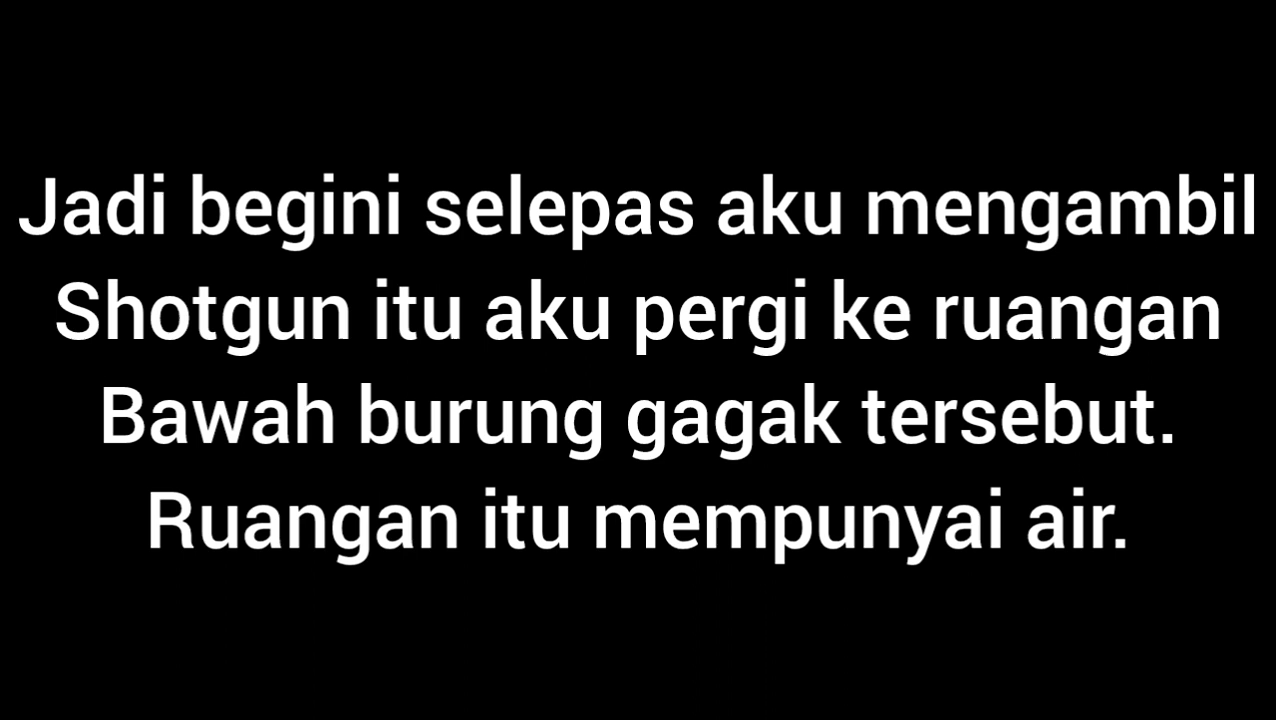 Jadi begini selepas aku mengambil
Shotgun itu aku pergi ke ruangan
Bawah burung gagak tersebut.
Ruangan itu mempunyai air.